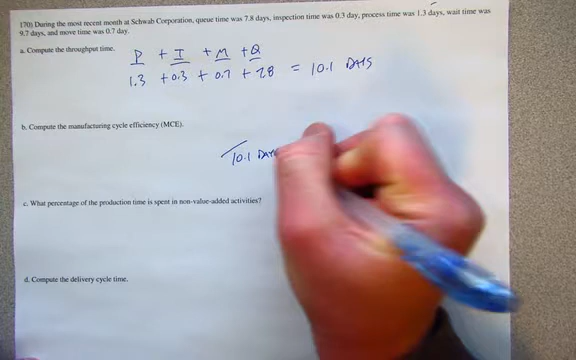 170) During the most recent month at Schwab Corporation, queue time was 7.8 days, inspection time was 0.3 day, process time was 1.3 days, wait time was
9.7 days, and move time was 0.7 day.
a. Compute the throughput time.
P + I + M + Q
1.3 + 0.3 + 0.7 + 7.8 = 10.1 DAYS
b. Compute the manufacturing cycle efficiency (MCE).
10.1 DAYS
c. What percentage of the production time is spent in non-value-added activities?
d. Compute the delivery cycle time.